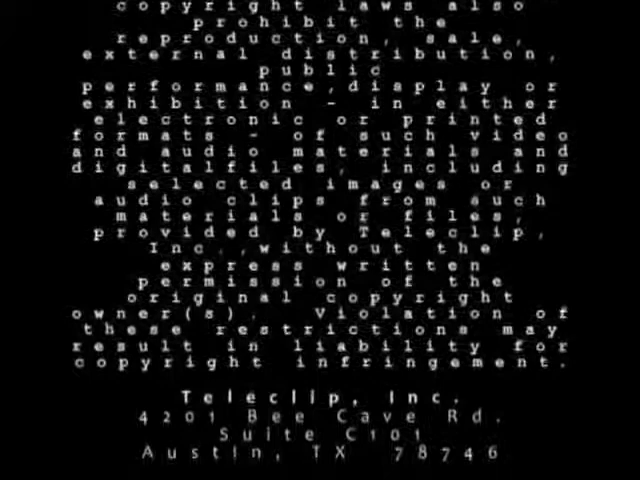 copyright laws also
prohibit the
reproduction, sale,
external distribution,
public
performance,display or
exhibition - in either
electronic or printed
formats - of such video
and audio materials and
digitalfiles, including
selected images or
audio clips from such
materials or files,
provided by Teleclip,
Inc.,without the
express written
permission of the
original copyright
owner(s). Violation of
these restrictions may
result in liability for
copyright infringement.
Teleclip, Inc.
4201 Bee Cave Rd.
Suite C101
Austin, TX 78746